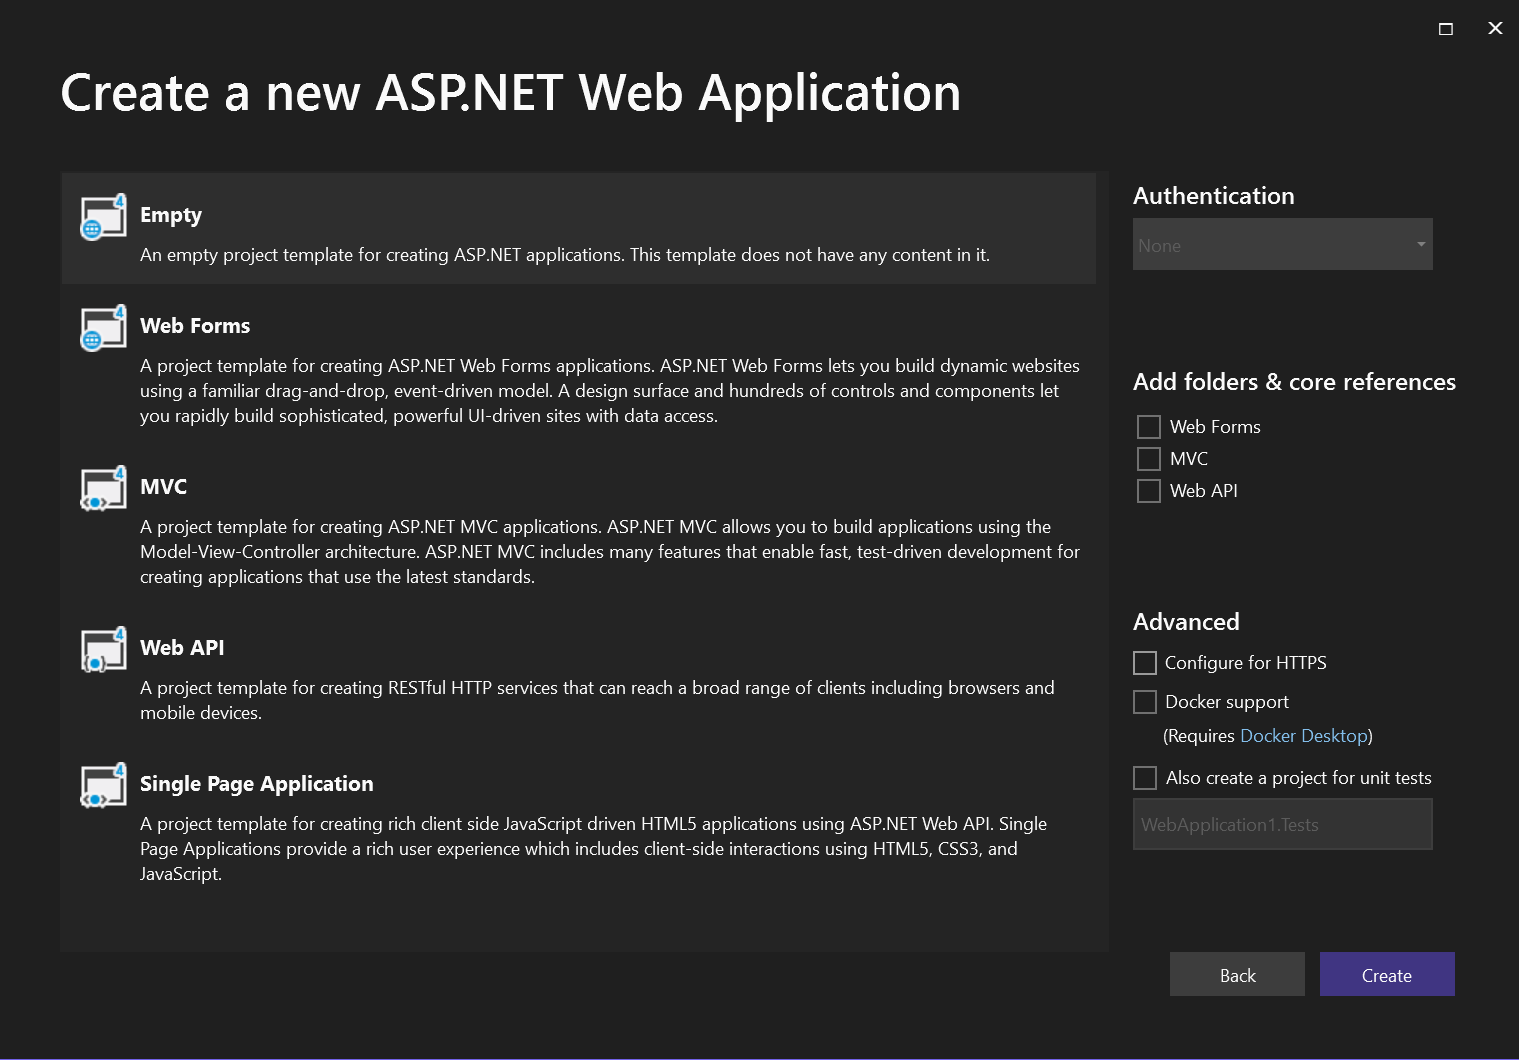 Create a new ASP.NET Web Application
4
Empty
An empty project template for creating ASP.NET applications. This template does not have any content in it.
4
Web Forms
A project template for creating ASP.NET Web Forms applications. ASP.NET Web Forms lets you build dynamic websites
using a familiar drag-and-drop, event-driven model. A design surface and hundreds of controls and components let
you rapidly build sophisticated, powerful UI-driven sites with data access.
4
MVC
A project template for creating ASP.NET MVC applications. ASP.NET MVC allows you to build applications using the
Model-View-Controller architecture. ASP.NET MVC includes many features that enable fast, test-driven development for
creating applications that use the latest standards.
4
Web API
A project template for creating RESTful HTTP services that can reach a broad range of clients including browsers and
mobile devices.
4
Single Page Application
A project template for creating rich client side JavaScript driven HTML5 applications using ASP.NET Web API. Single
Page Applications provide a rich user experience which includes client-side interactions using HTML5, CSS3, and
JavaScript.
Authentication
None
Add folders & core references
Web Forms
MVC
Web API
Advanced
Configure for HTTPS
Docker support
(Requires Docker Desktop)
Also create a project for unit tests
WebApplication1.Tests
Back
Create